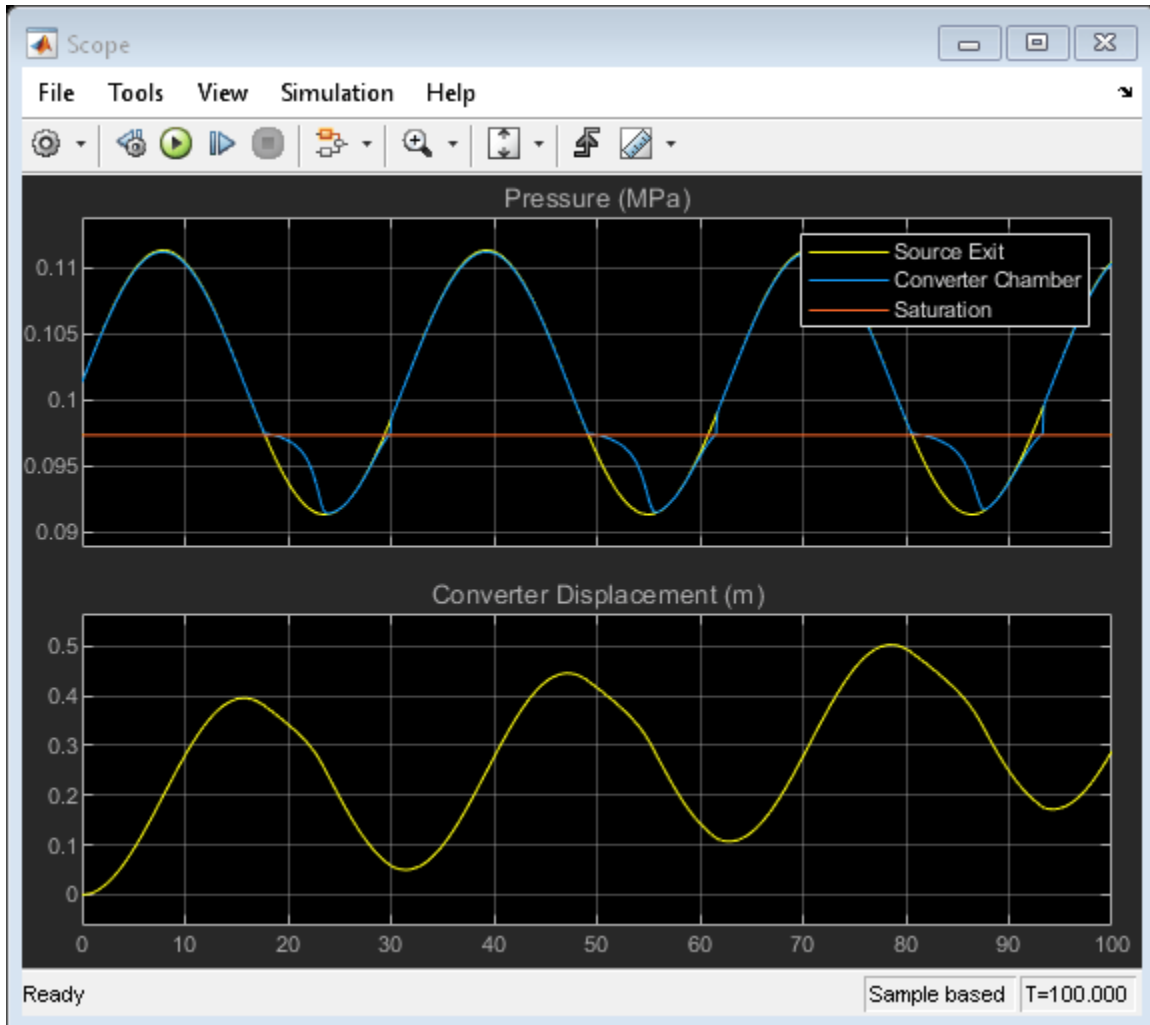 Scope
File Tools View Simulation Help
Pressure (MPa)
Source Exit
Converter Chamber
Saturation
0.11
0.105
0.1
0.095
0.09
Converter Displacement (m)
0.5
0.4
0.3
0.2
0.1
0
0 10 20 30 40 50 60 70 80 90 100
Ready Sample based T=100.000